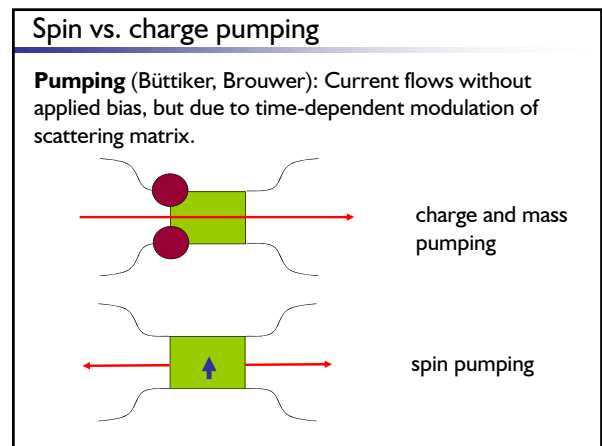 Spin vs. charge pumping
Pumping (Büttiker, Brouwer): Current flows without
applied bias, but due to time-dependent modulation of
scattering matrix.
charge and mass
pumping
spin pumping